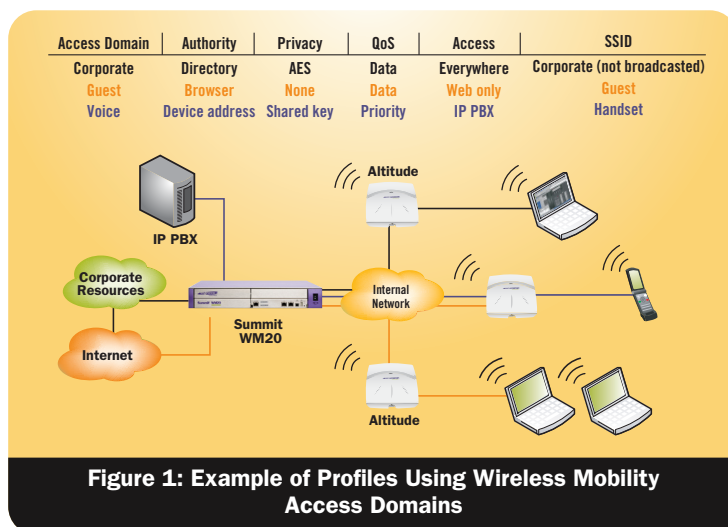 Access Domain Authority Privacy QoS Access SSID
Corporate Directory AES Data Everywhere Corporate (not broadcasted)
Guest Browser None Data Web only Guest
Voice Device address Shared key Priority IP PBX Handset
Altitude
IP PBX
Corporate
Resources
Internal
Network
Summit
WM20
Internet
Altitude
Figure 1: Example of Profiles Using Wireless Mobility
Access Domains